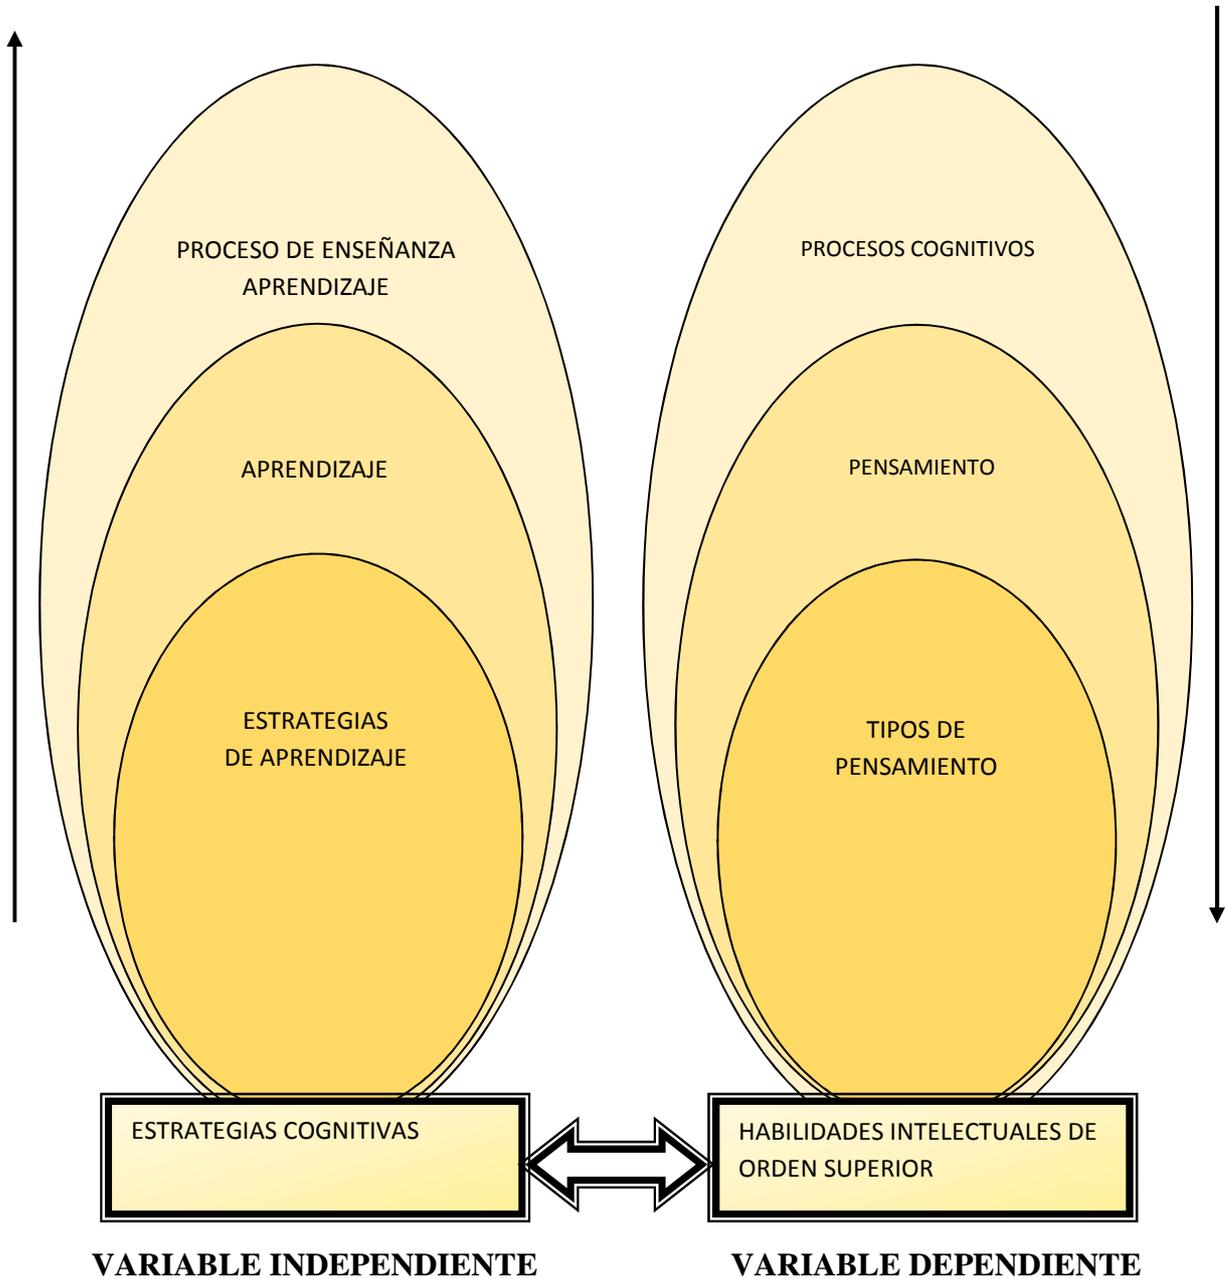 PROCESO DE ENSEÑANZA
APRENDIZAJE
APRENDIZAJE
ESTRATEGIAS
DE APRENDIZAJE
ESTRATEGIAS COGNITIVAS
VARIABLE INDEPENDIENTE
PROCESOS COGNITIVOS
PENSAMIENTO
TIPOS DE
PENSAMIENTO
HABILIDADES INTELECTUALES DE
ORDEN SUPERIOR
VARIABLE DEPENDIENTE